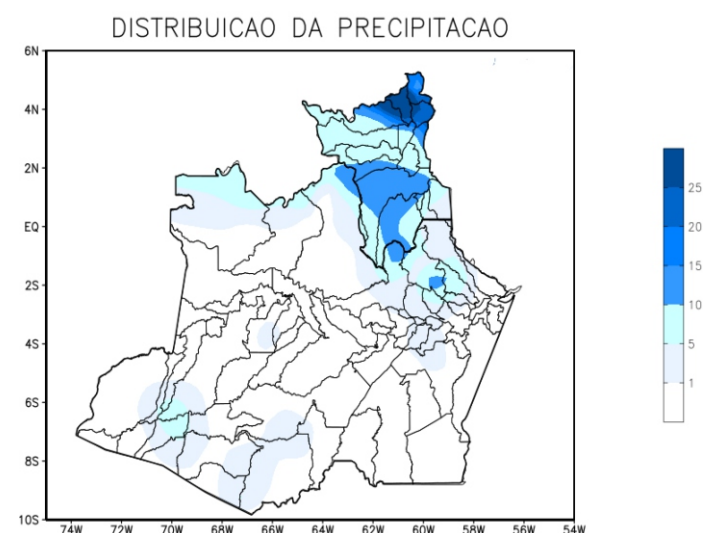 DISTRIBUICAO DA PRECIPITACAO
6N
4N
2N
EQ
2S
4S
6S
8S
10S
74W 72W 70W 68W 66W 64W 62W 60W 58W 56W 54W
25
20
15
10
5
1